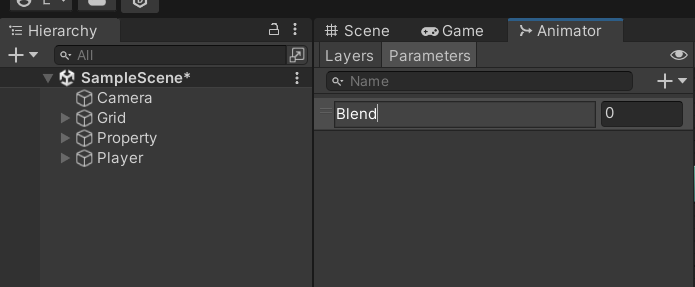 Hierarchy
All
SampleScene*
Camera
Grid
Property
Player
Scene Game Animator
Layers Parameters
Name
Blend 0